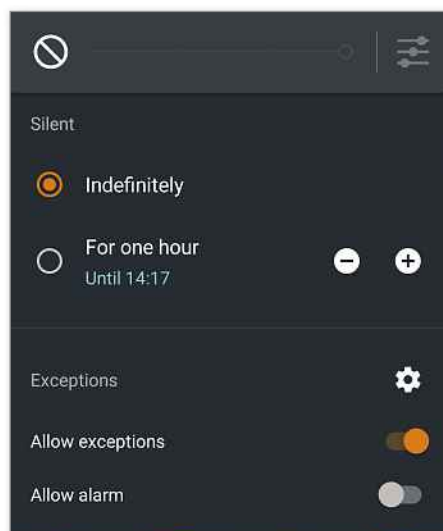 Silent
Indefinitely
For one hour
Until 14:17
Exceptions
Allow exceptions
Allow alarm